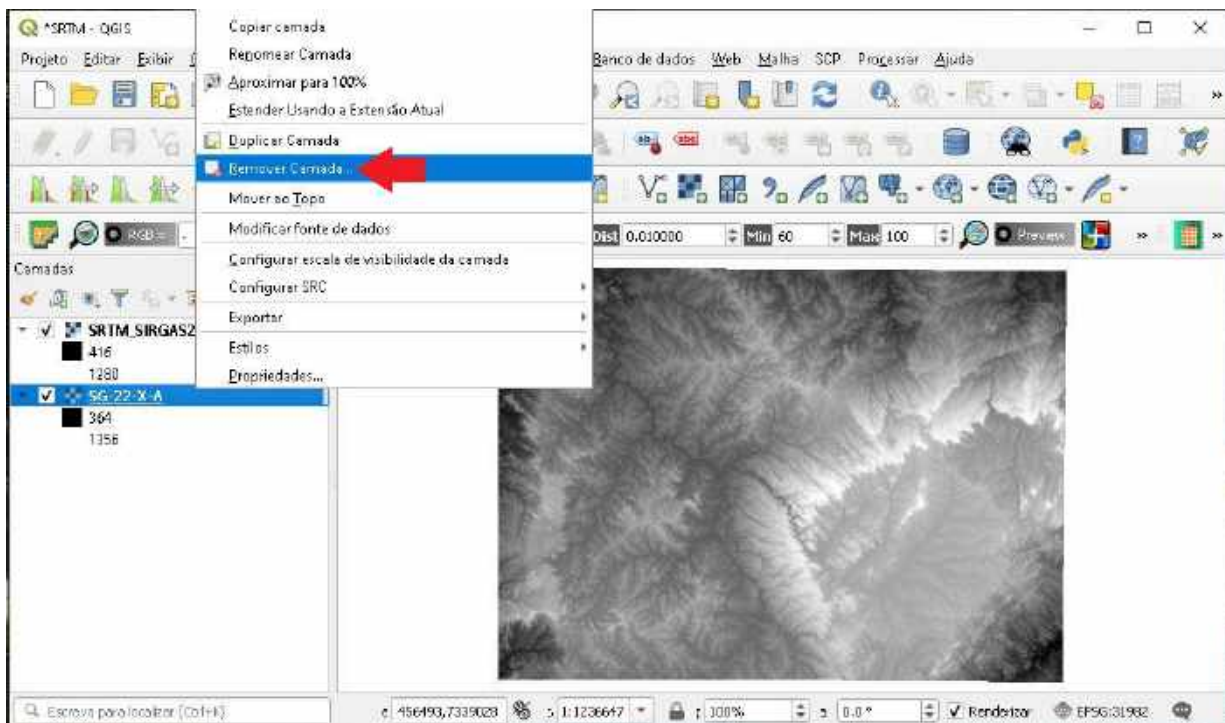 *SRTM - QGIS
Projeto Editar Exibir
Banco de dados Web Malha SCP Processar Ajuda
Copiar camada
Renomear Camada
Aproximar para 100%
Estender Usando a Extensão Atual
Duplicar Camada
Remover Camada...
Mover ao Topo
Modificar fonte de dados
Configurar escala de visibilidade da camada
Configurar SRC
Exportar
Estilos
Propriedades...
RGB =
Dist 0.010000 Min 60 Max 100 Preview
Camadas
SRTM_SIRGAS2
416
1280
SG-22-X-A
364
1356
Escreva para localizar (Ctrl+K)
456493,7339028 1:1236647 100% 0.0 ° Renderizar EPSG:31982